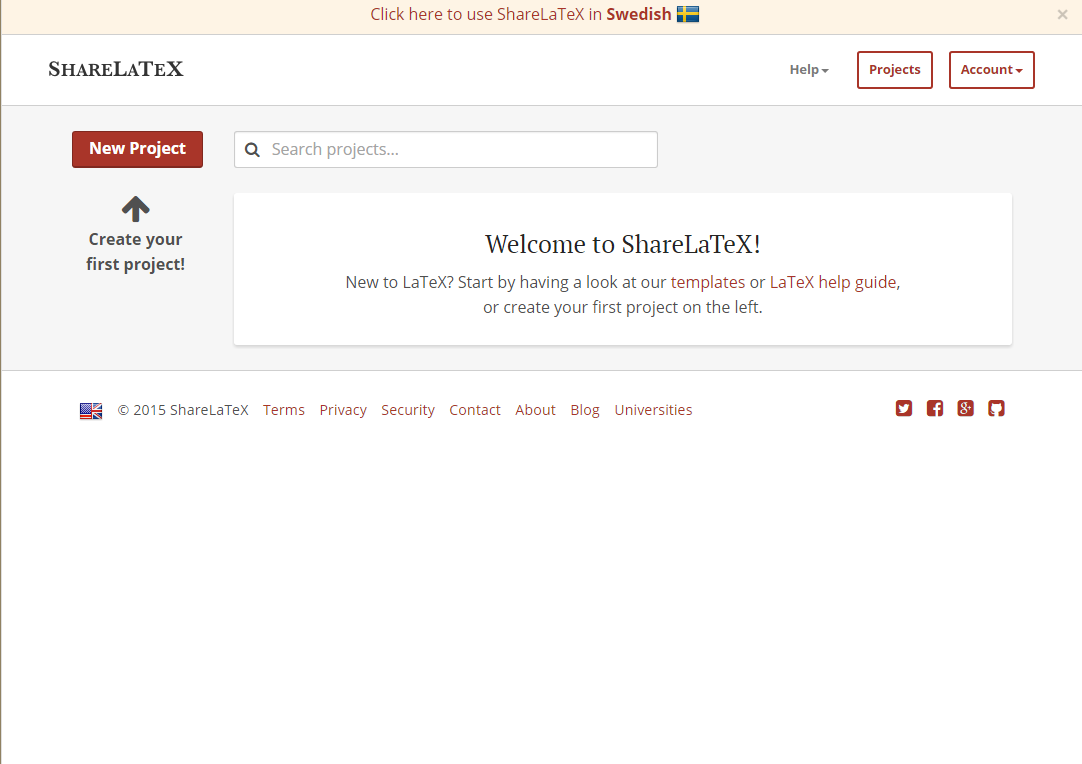 Click here to use ShareLaTeX in Swedish
×
SHARELATEX
Help
Projects
Account
New Project
Search projects...
Create your
first project!
Welcome to ShareLaTeX!
New to LaTeX? Start by having a look at our templates or LaTeX help guide,
or create your first project on the left.
© 2015 ShareLaTeX Terms Privacy Security Contact About Blog Universities